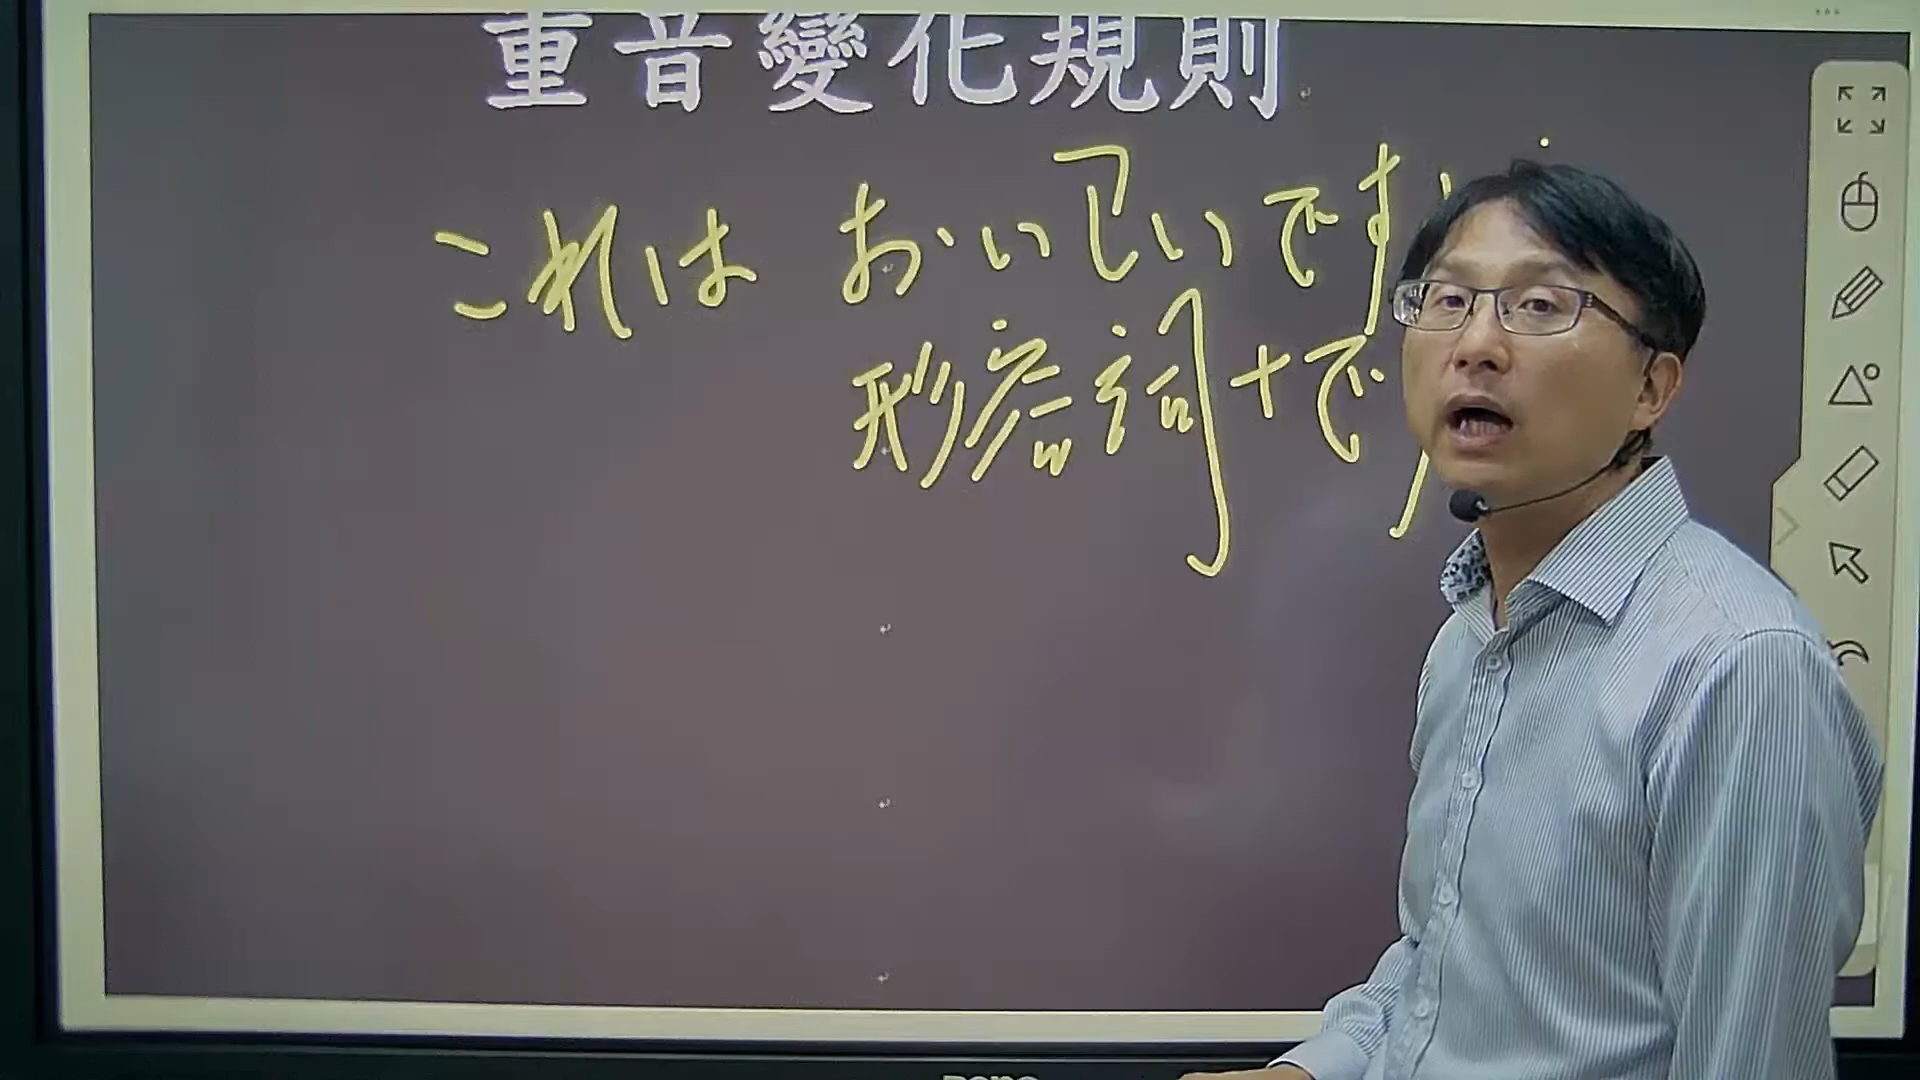 重音變化規則
これは おいしいです
形容詞+で